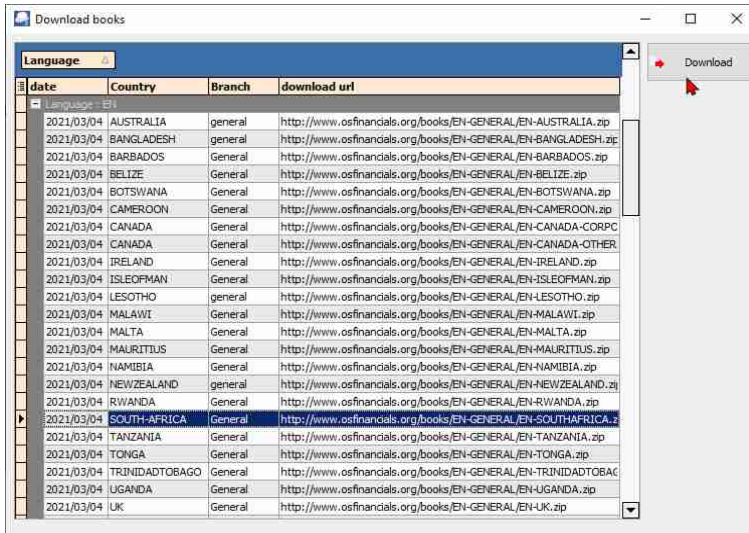 Download books
Language
Download
date Country Branch download url
Language : EN
2021/03/04 AUSTRALIA general http://www.osfinancials.org/books/EN-GENERAL/EN-AUSTRALIA.zip
2021/03/04 BANGLADESH general http://www.osfinancials.org/books/EN-GENERAL/EN-BANGLADESH.zip
2021/03/04 BARBADOS General http://www.osfinancials.org/books/EN-GENERAL/EN-BARBADOS.zip
2021/03/04 BELIZE General http://www.osfinancials.org/books/EN-GENERAL/EN-BELIZE.zip
2021/03/04 BOTSWANA General http://www.osfinancials.org/books/EN-GENERAL/EN-BOTSWANA.zip
2021/03/04 CAMEROON General http://www.osfinancials.org/books/EN-GENERAL/EN-CAMEROON.zip
2021/03/04 CANADA General http://www.osfinancials.org/books/EN-GENERAL/EN-CANADA-CORPO
2021/03/04 CANADA General http://www.osfinancials.org/books/EN-GENERAL/EN-CANADA-OTHER
2021/03/04 IRELAND General http://www.osfinancials.org/books/EN-GENERAL/EN-IRELAND.zip
2021/03/04 ISLEOFMAN General http://www.osfinancials.org/books/EN-GENERAL/EN-ISLEOFMAN.zip
2021/03/04 LESOTHO general http://www.osfinancials.org/books/EN-GENERAL/EN-LESOTHO.zip
2021/03/04 MALAWI General http://www.osfinancials.org/books/EN-GENERAL/EN-MALAWI.zip
2021/03/04 MALTA General http://www.osfinancials.org/books/EN-GENERAL/EN-MALTA.zip
2021/03/04 MAURITIUS General http://www.osfinancials.org/books/EN-GENERAL/EN-MAURITIUS.zip
2021/03/04 NAMIBIA General http://www.osfinancials.org/books/EN-GENERAL/EN-NAMIBIA.zip
2021/03/04 NEWZEALAND general http://www.osfinancials.org/books/EN-GENERAL/EN-NEWZEALAND.zip
2021/03/04 RWANDA General http://www.osfinancials.org/books/EN-GENERAL/EN-RWANDA.zip
2021/03/04 SOUTH-AFRICA General http://www.osfinancials.org/books/EN-GENERAL/EN-SOUTHAFRICA.z
2021/03/04 TANZANIA General http://www.osfinancials.org/books/EN-GENERAL/EN-TANZANIA.zip
2021/03/04 TONGA General http://www.osfinancials.org/books/EN-GENERAL/EN-TONGA.zip
2021/03/04 TRINIDADTOBAGO General http://www.osfinancials.org/books/EN-GENERAL/EN-TRINIDADTOBAG
2021/03/04 UGANDA General http://www.osfinancials.org/books/EN-GENERAL/EN-UGANDA.zip
2021/03/04 UK General http://www.osfinancials.org/books/EN-GENERAL/EN-UK.zip